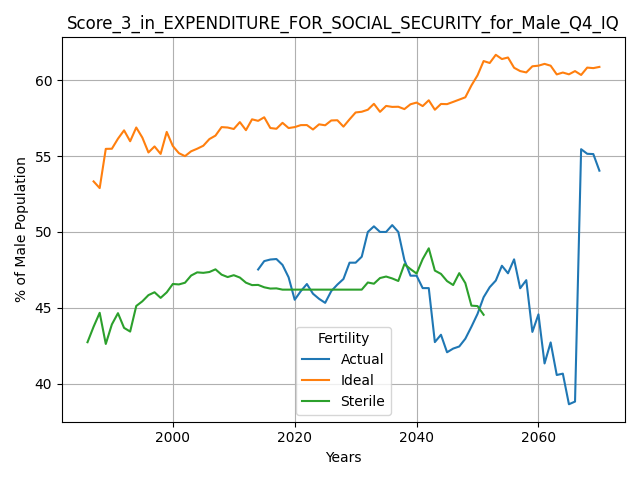 Score_3_in_EXPENDITURE_FOR_SOCIAL_SECURITY_for_Male_Q4_IQ
% of Male Population
60
55
50
45
40
Fertility
Actual
Ideal
Sterile
2000
2020
2040
2060
Years